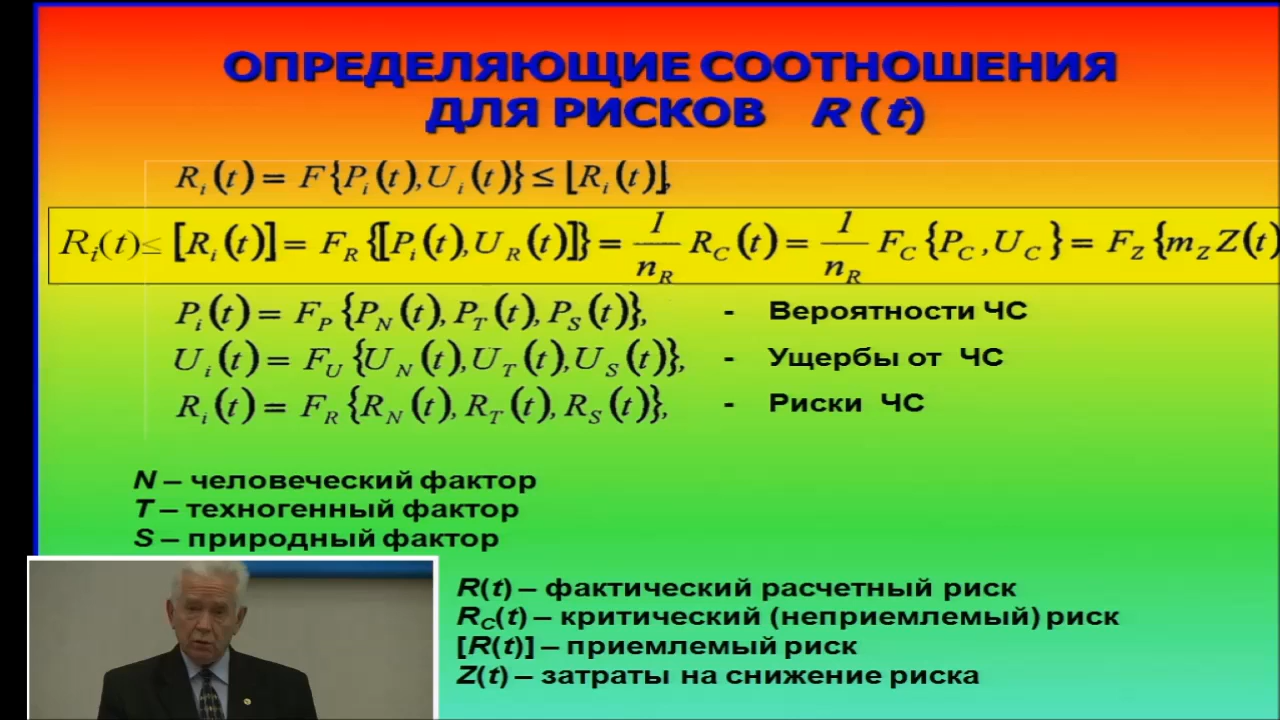 ОПРЕДЕЛЯЮЩИЕ СООТНОШЕНИЯ
ДЛЯ РИСКОВ R (t)
R_i(t) = F{P_i(t), U_i(t)} ≤ [R_i(t)],
R_i(t) ≤ [R_i(t)] = F_R{[P_i(t), U_R(t)]} = 1/n_R R_C(t) = 1/n_R F_C{P_C, U_C} = F_Z{m_Z Z(t)
P_i(t) = F_P{P_N(t), P_T(t), P_S(t)}, - Вероятности ЧС
U_i(t) = F_U{U_N(t), U_T(t), U_S(t)}, - Ущербы от ЧС
R_i(t) = F_R{R_N(t), R_T(t), R_S(t)}, - Риски ЧС
N – человеческий фактор
T – техногенный фактор
S – природный фактор
R(t) – фактический расчетный риск
R_C(t) – критический (неприемлемый) риск
[R(t)] – приемлемый риск
Z(t) – затраты на снижение риска